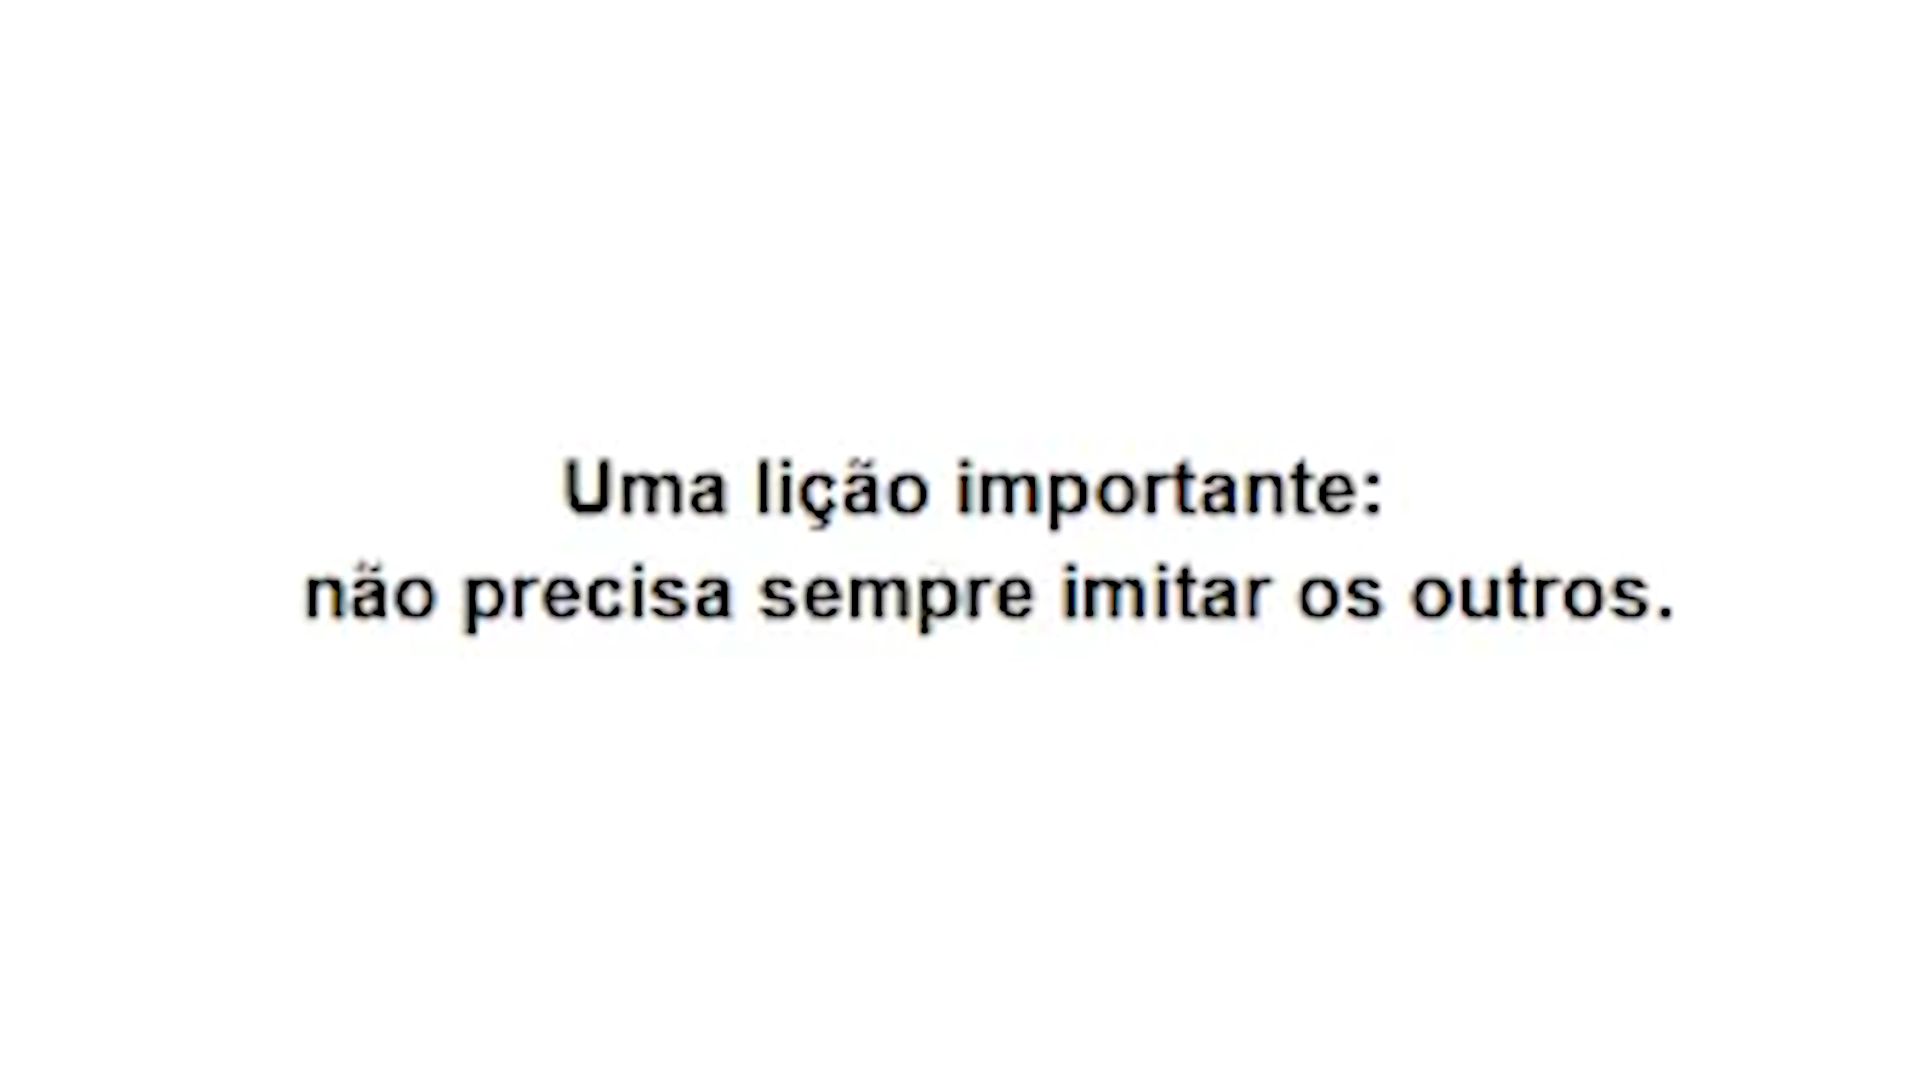 Uma lição importante:
não precisa sempre imitar os outros.